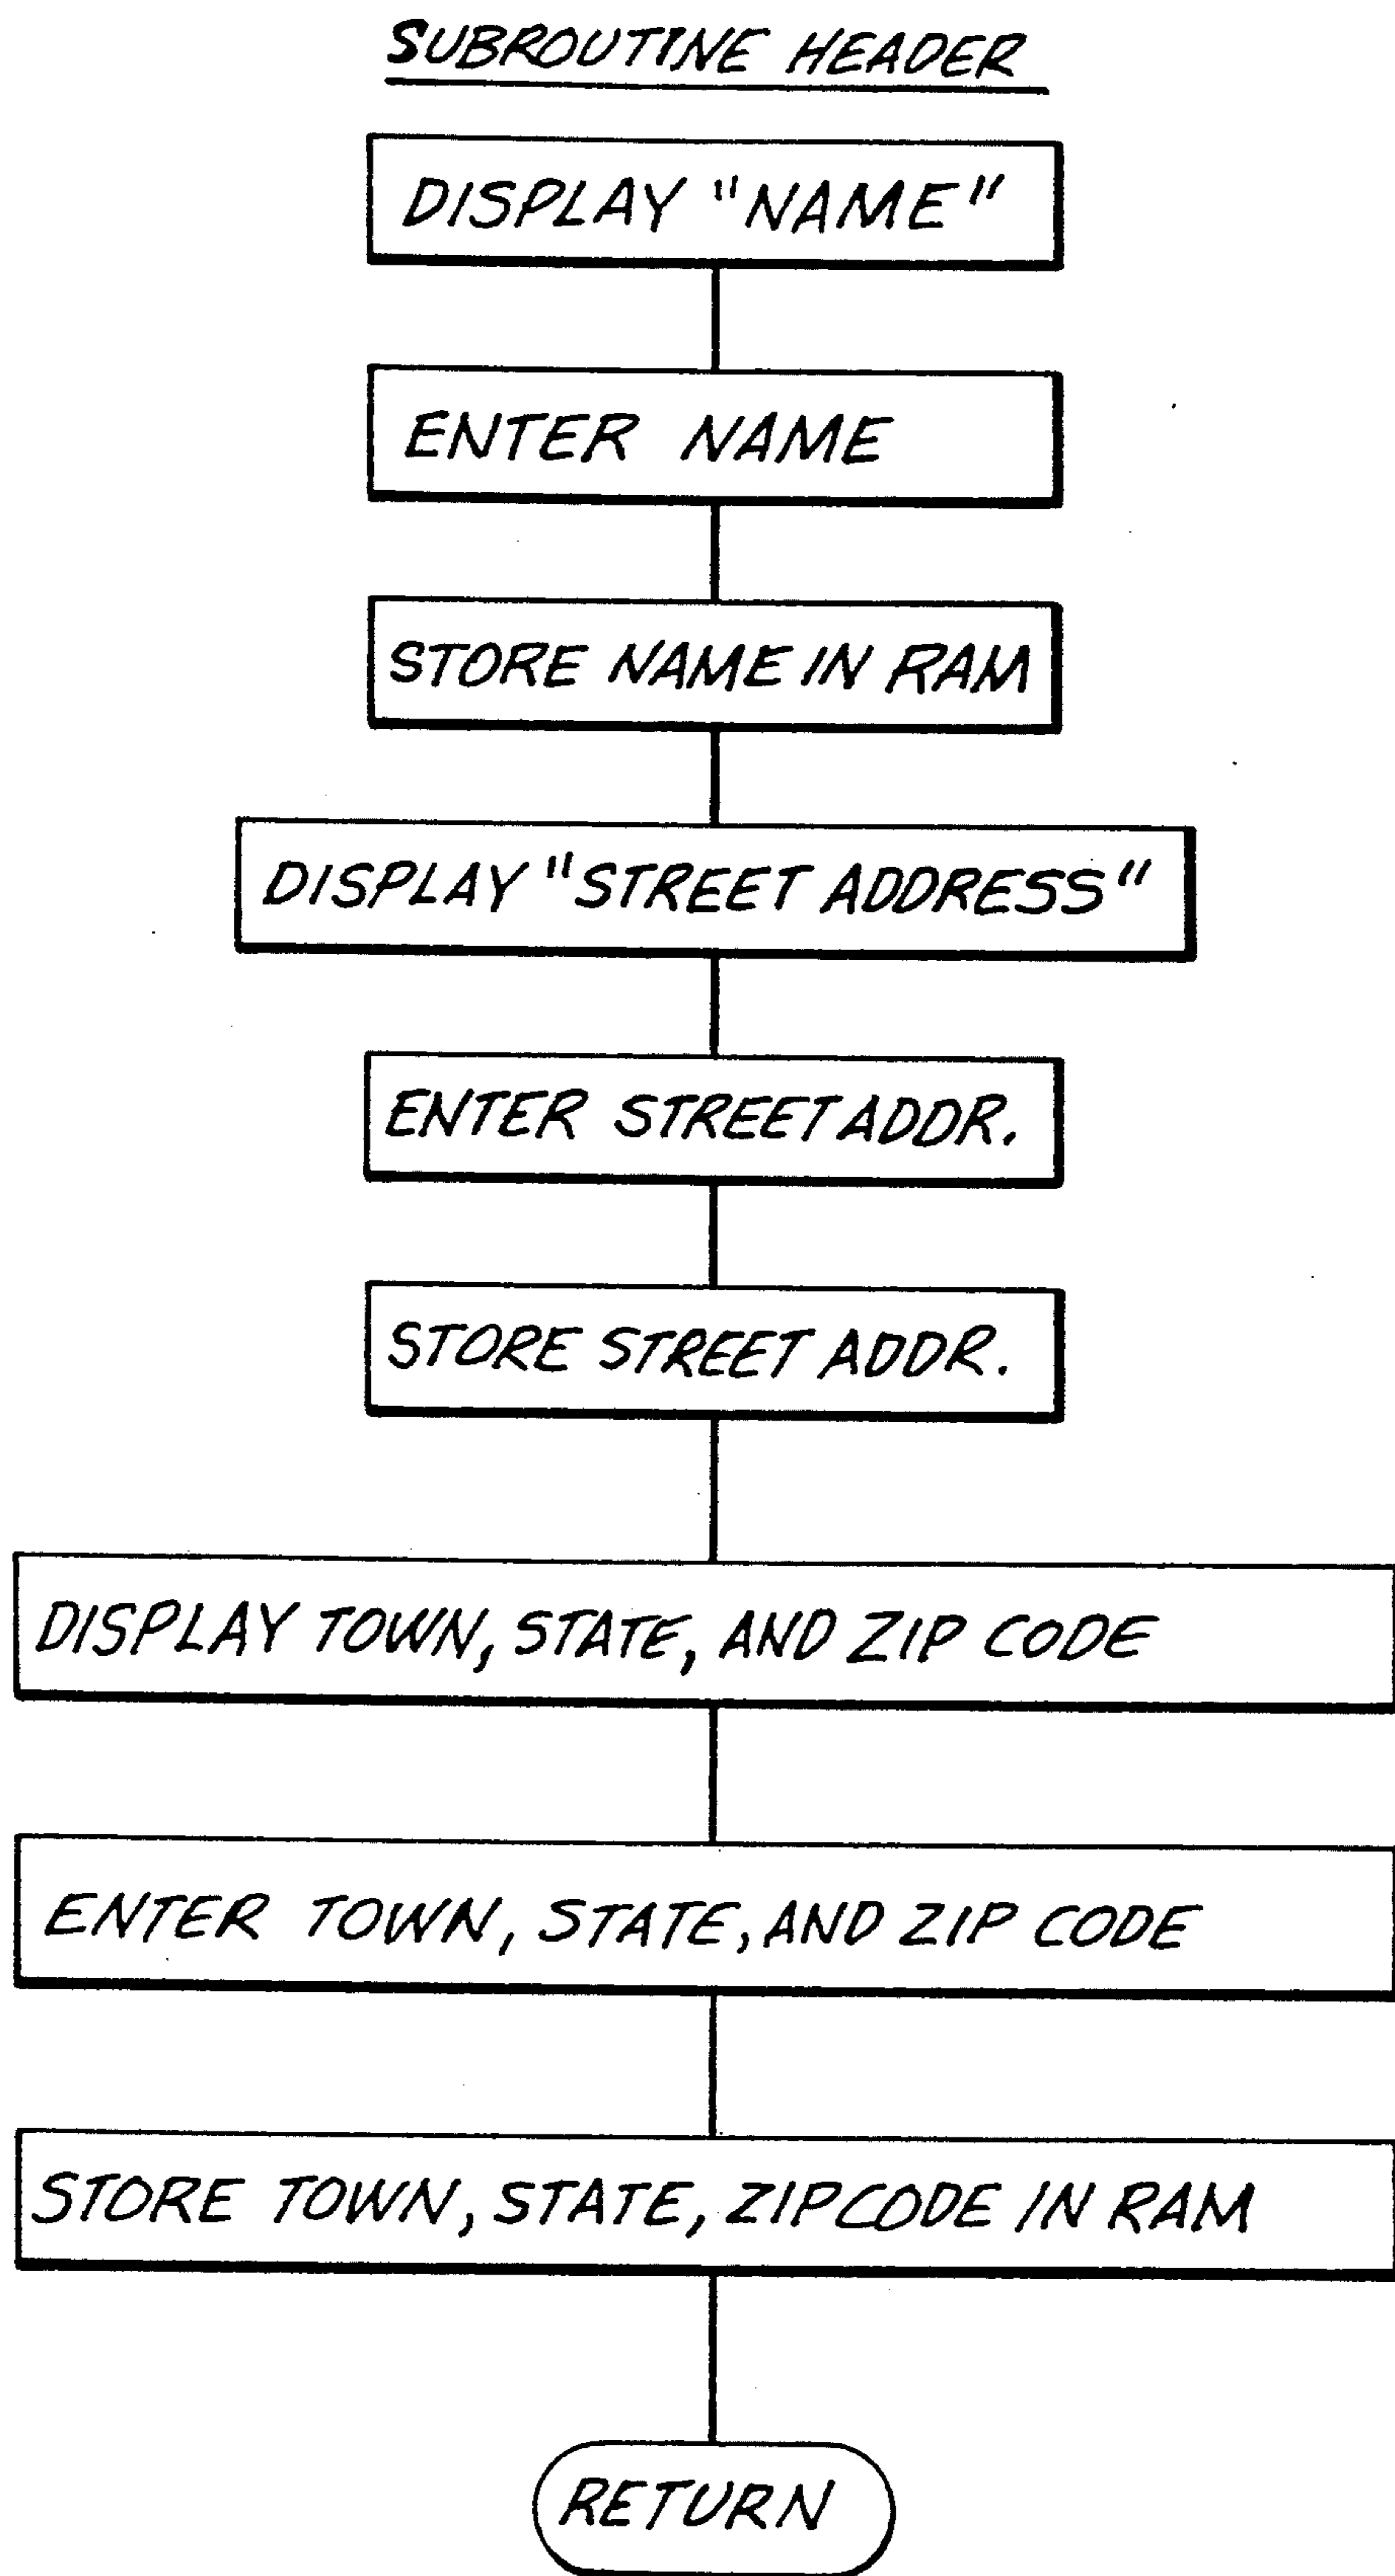 SUBROUTINE HEADER
DISPLAY "NAME"
ENTER NAME
STORE NAME IN RAM
DISPLAY "STREET ADDRESS"
ENTER STREET ADDR.
STORE STREET ADDR.
DISPLAY TOWN, STATE, AND ZIP CODE
ENTER TOWN, STATE, AND ZIP CODE
STORE TOWN, STATE, ZIPCODE IN RAM
RETURN